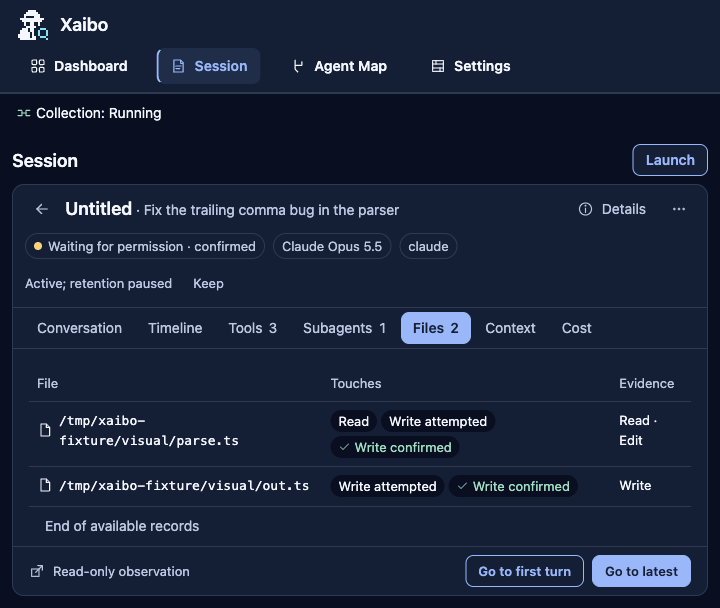 Xaibo
Dashboard Session Agent Map Settings
Collection: Running
Session Launch
Untitled · Fix the trailing comma bug in the parser Details ···
Waiting for permission · confirmed Claude Opus 5.5 claude
Active; retention paused Keep
Conversation Timeline Tools 3 Subagents 1 Files 2 Context Cost
File Touches Evidence
/tmp/xaibo-
fixture/visual/parse.ts
Read Write attempted
✓ Write confirmed
Read ·
Edit
/tmp/xaibo-fixture/visual/out.ts Write attempted ✓ Write confirmed Write
End of available records
Read-only observation Go to first turn Go to latest